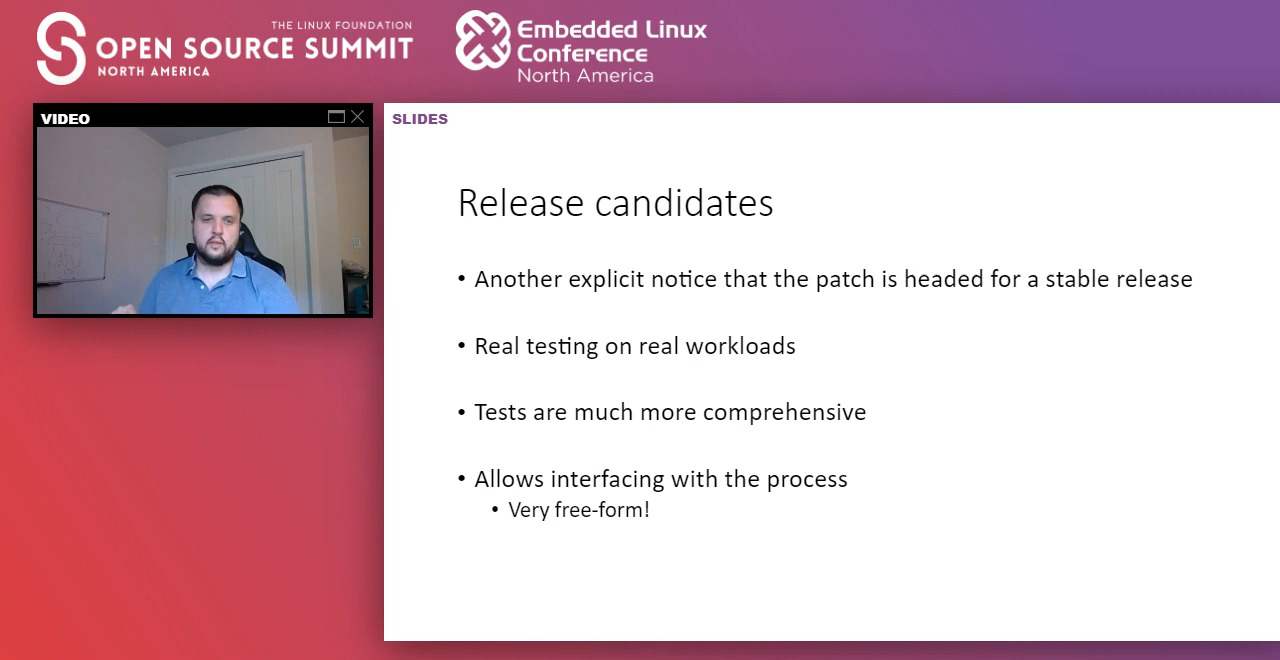 THE LINUX FOUNDATION
OPEN SOURCE SUMMIT
NORTH AMERICA
Embedded Linux
Conference
North America
VIDEO
SLIDES
Release candidates
• Another explicit notice that the patch is headed for a stable release
• Real testing on real workloads
• Tests are much more comprehensive
• Allows interfacing with the process
• Very free-form!